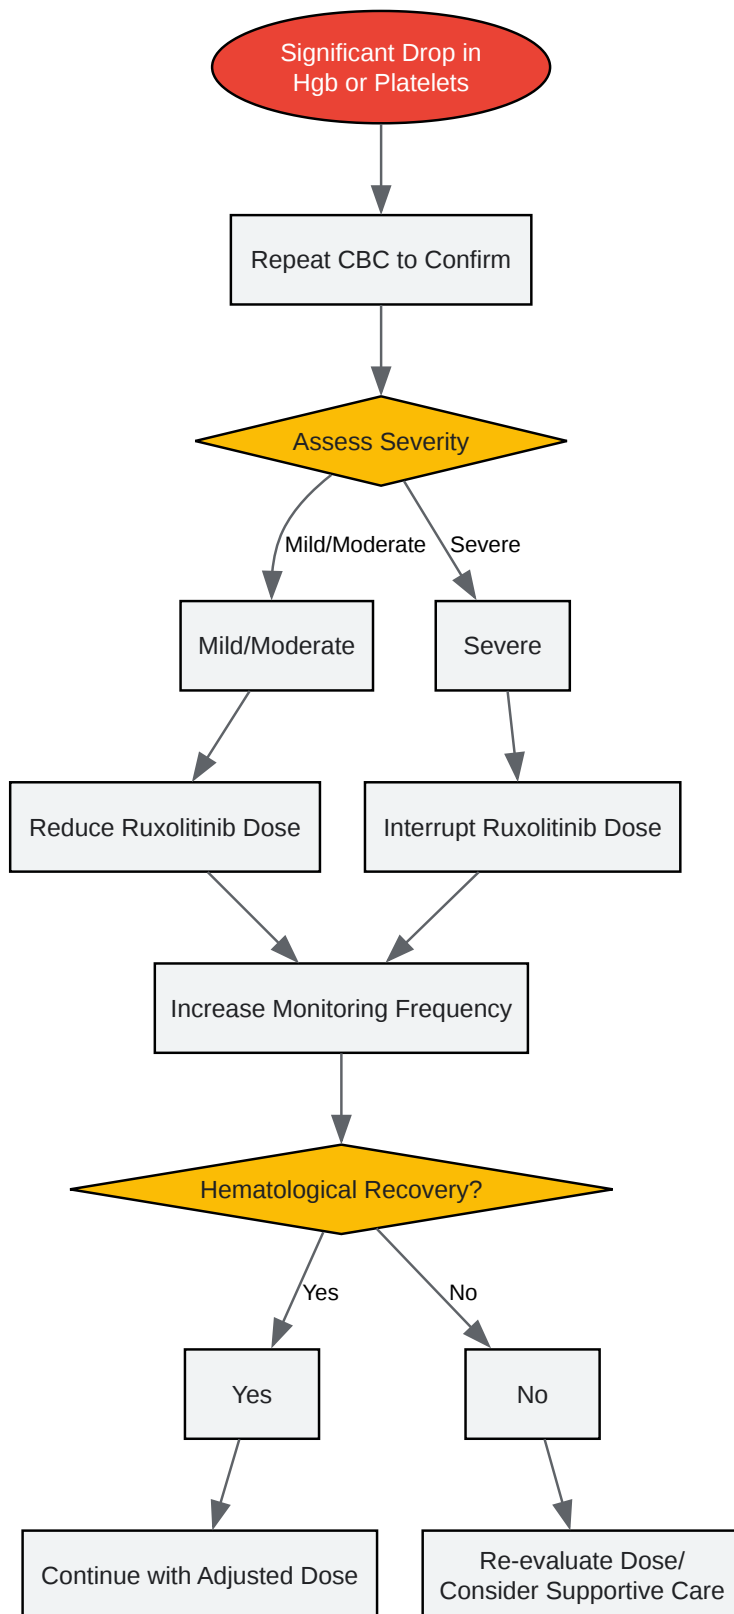 Significant Drop in
Hgb or Platelets
Repeat CBC to Confirm
Assess Severity
Mild/Moderate
Severe
Mild/Moderate
Severe
Reduce Ruxolitinib Dose
Interrupt Ruxolitinib Dose
Increase Monitoring Frequency
Hematological Recovery?
Yes
No
Yes
No
Continue with Adjusted Dose
Re-evaluate Dose/
Consider Supportive Care